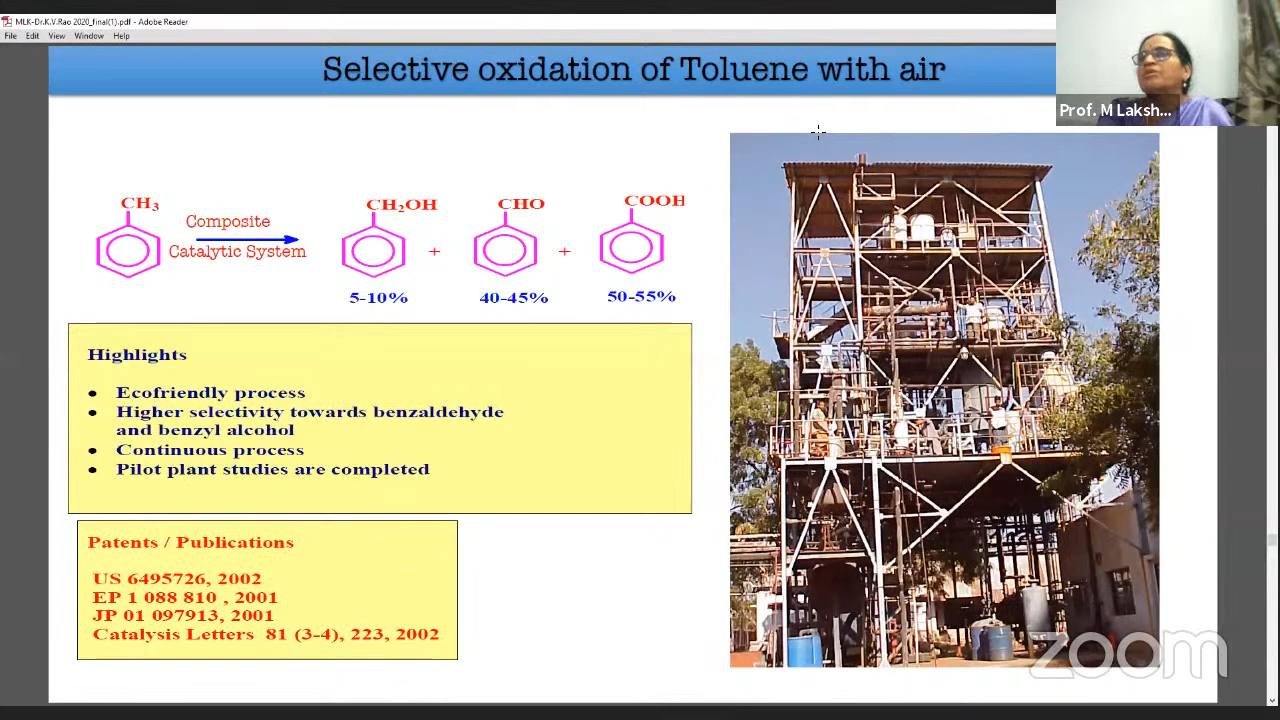 MLK-Dr.K.V.Rao 2020_final(1).pdf - Adobe Reader
File Edit View Window Help
Selective oxidation of Toluene with air
Prof. M Laksh...
CH3
Composite
Catalytic System
CH2OH
+
CHO
+
COOH
5-10%
40-45%
50-55%
Highlights
• Ecofriendly process
• Higher selectivity towards benzaldehyde
and benzyl alcohol
• Continuous process
• Pilot plant studies are completed
Patents / Publications
US 6495726, 2002
EP 1 088 810 , 2001
JP 01 097913, 2001
Catalysis Letters 81 (3-4), 223, 2002
zoom